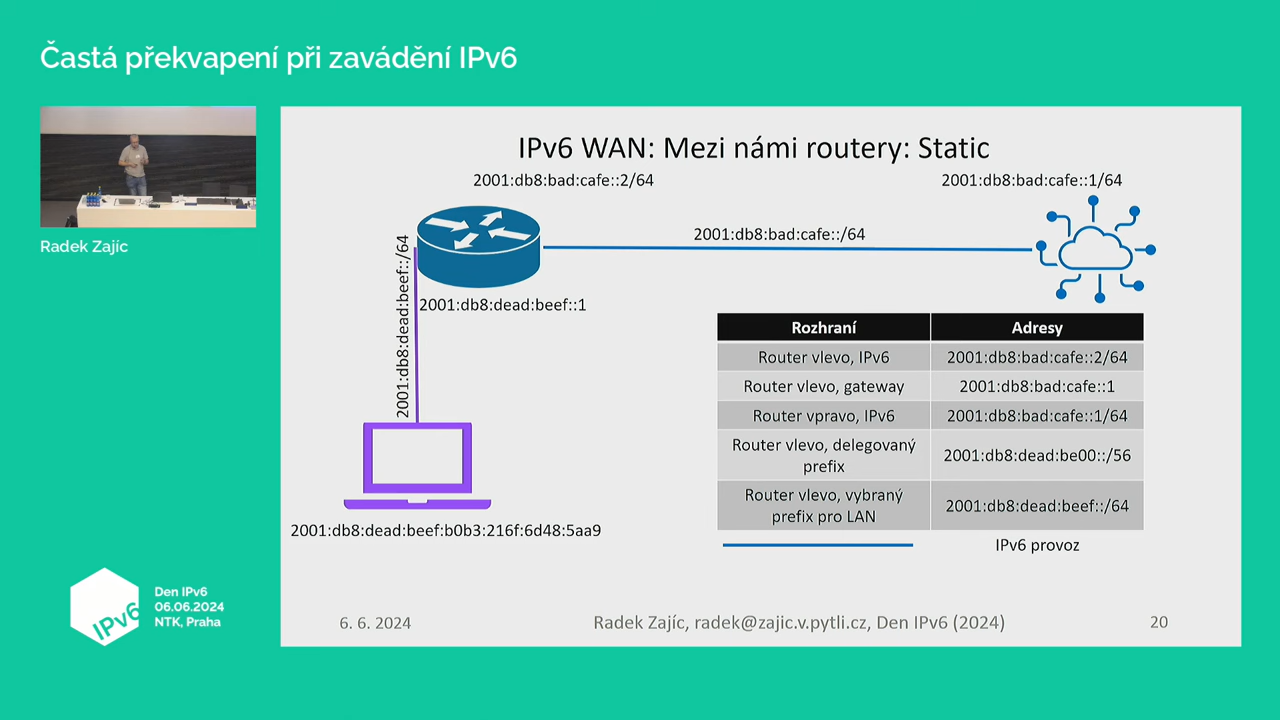 Častá překvapení při zavádění IPv6
Radek Zajíc
IPv6 WAN: Mezi námi routery: Static
2001:db8:bad:cafe::2/64
2001:db8:bad:cafe::1/64
2001:db8:bad:cafe::/64
2001:db8:dead:beef::/64
2001:db8:dead:beef::1
2001:db8:dead:beef:b0b3:216f:6d48:5aa9
Rozhraní Adresy
Router vlevo, IPv6 2001:db8:bad:cafe::2/64
Router vlevo, gateway 2001:db8:bad:cafe::1
Router vpravo, IPv6 2001:db8:bad:cafe::1/64
Router vlevo, delegovaný
prefix 2001:db8:dead:be00::/56
Router vlevo, vybraný
prefix pro LAN 2001:db8:dead:beef::/64
IPv6 provoz
6. 6. 2024 Radek Zajíc, radek@zajic.v.pytli.cz, Den IPv6 (2024) 20
IPv6
Den IPv6
06.06.2024
NTK, Praha